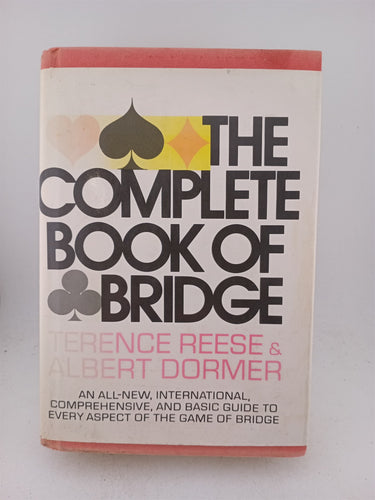 THE
COMPLETE
BOOK OF
BRIDGE
TERENCE REESE &
ALBERT DORMER
AN ALL-NEW, INTERNATIONAL,
COMPREHENSIVE, AND BASIC GUIDE TO
EVERY ASPECT OF THE GAME OF BRIDGE